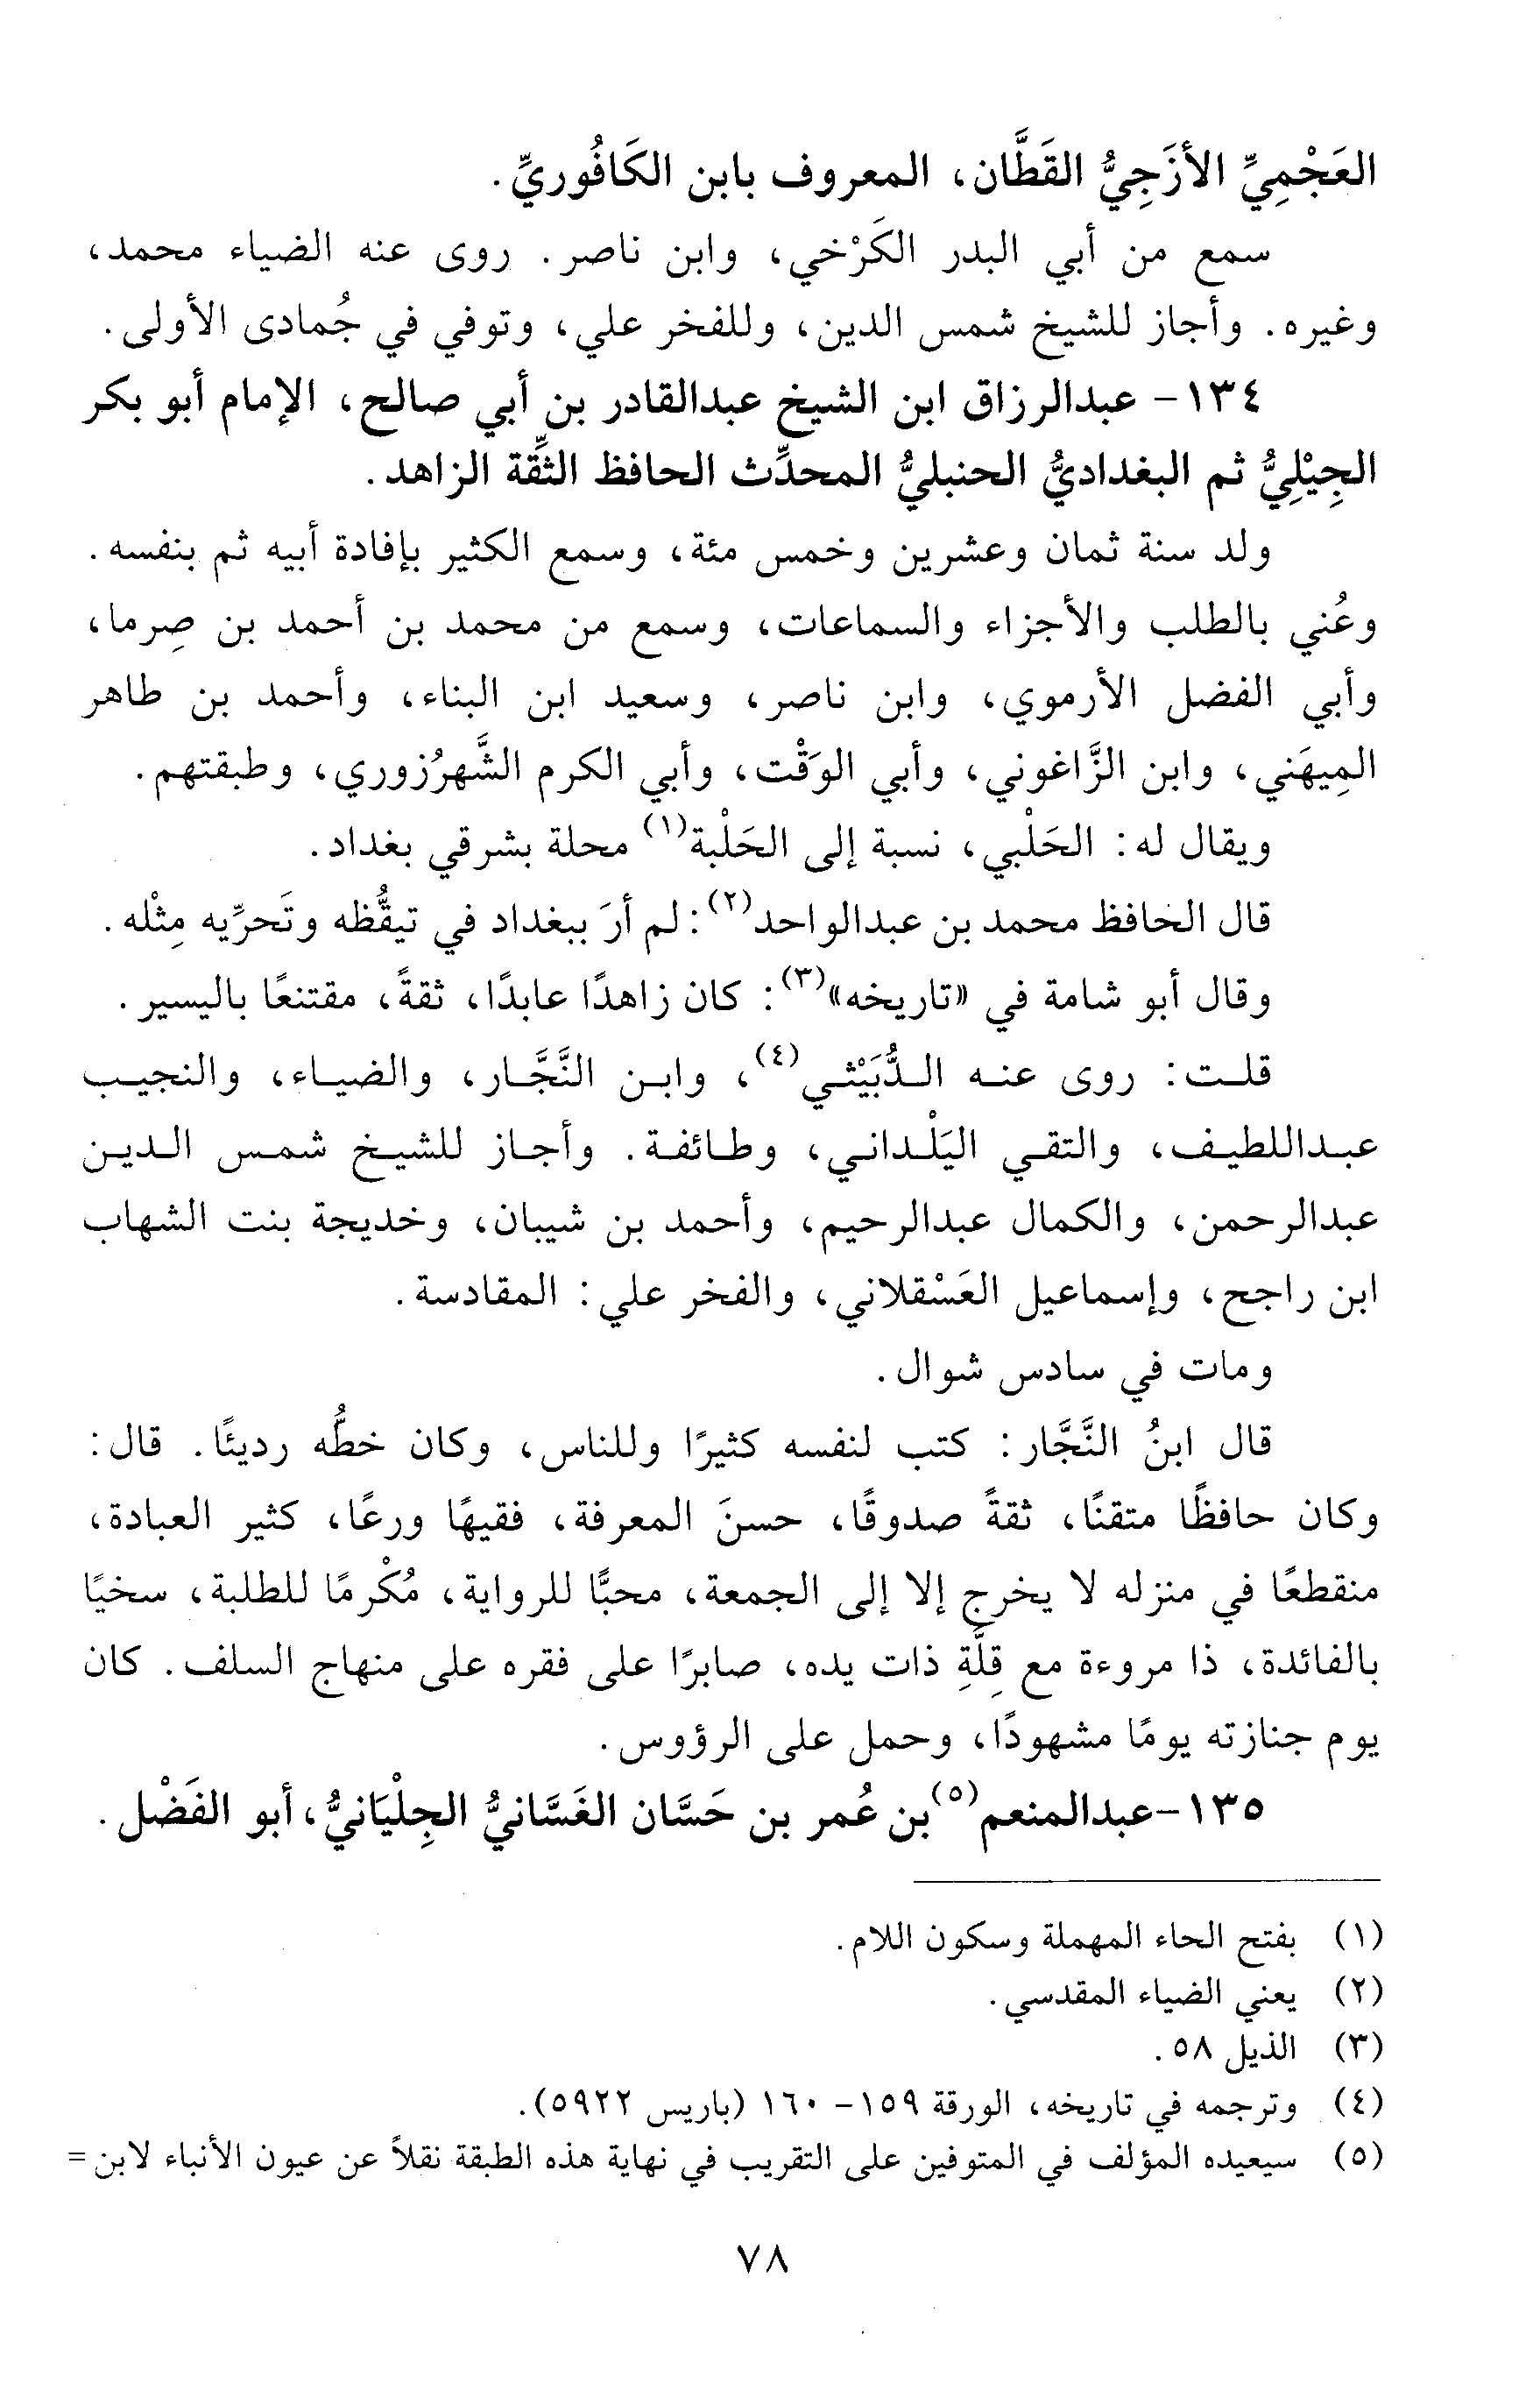 العَجْمِيِّ الأزَجِيُّ القَطَّان، المعروف بابن الكَافُوريِّ.
سمع من أبي البدر الكَرْخي، وابن ناصر. روى عنه الضياء محمد،
وغيره. وأجاز للشيخ شمس الدين، وللفخر علي، وتوفي في جُمادى الأولى.
١٣٤- عبدالرزاق ابن الشيخ عبدالقادر بن أبي صالح، الإمام أبو بكر
الجِيْلِيُّ ثم البغداديُّ الحنبليُّ المحدِّث الحافظ الثِّقة الزاهد.
ولد سنة ثمان وعشرين وخمس مئة، وسمع الكثير بإفادة أبيه ثم بنفسه.
وعُني بالطلب والأجزاء والسماعات، وسمع من محمد بن أحمد بن صِرما،
وأبي الفضل الأرموي، وابن ناصر، وسعيد ابن البناء، وأحمد بن طاهر
المِيهَني، وابن الزَّاغوني، وأبي الوَقْت، وأبي الكرم الشَّهرُزوري، وطبقتهم.
ويقال له: الحَلْبي، نسبة إلى الحَلْبة(١) محلة بشرقي بغداد.
قال الحافظ محمد بن عبدالواحد(٢): لم أرَ ببغداد في تيقُّظه وتَحرِّيه مِثْله.
وقال أبو شامة في «تاريخه»(٣): كان زاهدًا عابدًا، ثقةً، مقتنعًا باليسير.
قلت: روى عنه الدُّبَيْثي(٤)، وابن النَّجَّار، والضياء، والنجيب
عبداللطيف، والتقي اليَلْداني، وطائفة. وأجاز للشيخ شمس الدين
عبدالرحمن، والكمال عبدالرحيم، وأحمد بن شيبان، وخديجة بنت الشهاب
ابن راجح، وإسماعيل العَسْقلاني، والفخر علي: المقادسة.
ومات في سادس شوال.
قال ابنُ النَّجَّار: كتب لنفسه كثيرًا وللناس، وكان خطُّه رديئًا. قال:
وكان حافظًا متقنًا، ثقةً صدوقًا، حسنَ المعرفة، فقيهًا ورعًا، كثير العبادة،
منقطعًا في منزله لا يخرج إلا إلى الجمعة، محبًّا للرواية، مُكْرمًا للطلبة، سخيًا
بالفائدة، ذا مروءة مع قِلَّةِ ذات يده، صابرًا على فقره على منهاج السلف. كان
يوم جنازته يومًا مشهودًا، وحمل على الرؤوس.
١٣٥-عبدالمنعم(٥) بن عُمر بن حَسَّان الغَسَّانيُّ الجِلْيَانيُّ، أبو الفَضْل.
(١) بفتح الحاء المهملة وسكون اللام.
(٢) يعني الضياء المقدسي.
(٣) الذيل ٥٨.
(٤) وترجمه في تاريخه، الورقة ١٥٩- ١٦٠ (باريس ٥٩٢٢).
(٥) سيعيده المؤلف في المتوفين على التقريب في نهاية هذه الطبقة نقلاً عن عيون الأنباء لابن =
٧٨